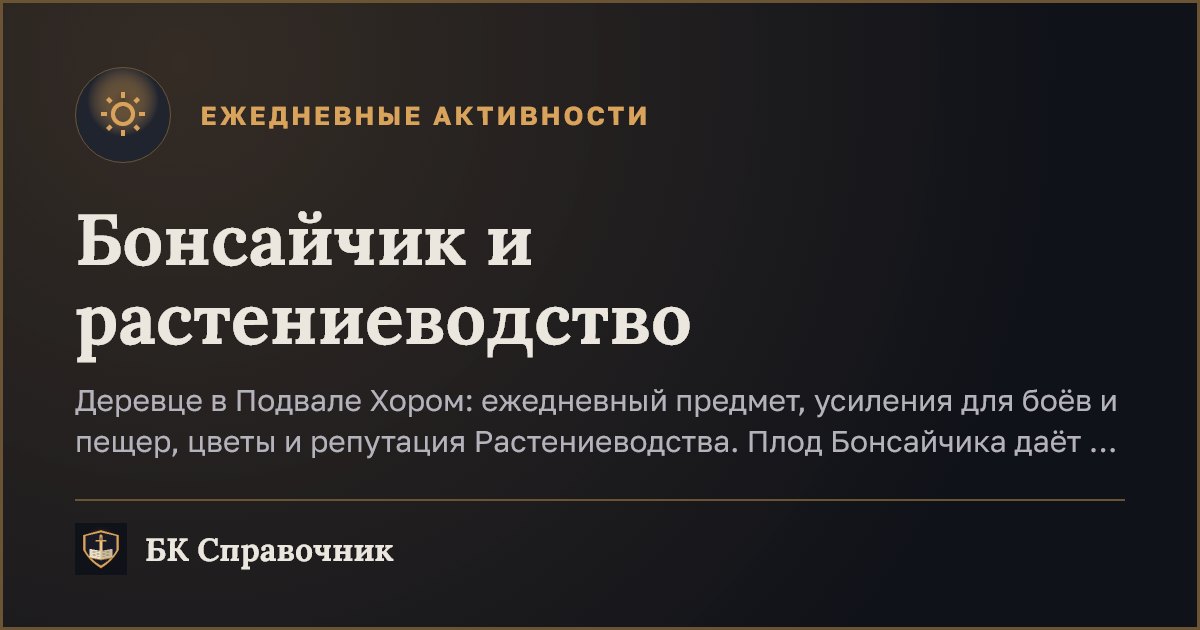 ЕЖЕДНЕВНЫЕ АКТИВНОСТИ
Бонсайчик и
растениеводство
Деревце в Подвале Хором: ежедневный предмет, усиления для боёв и
пещер, цветы и репутация Растениеводства. Плод Бонсайчика даёт ...
БК Справочник